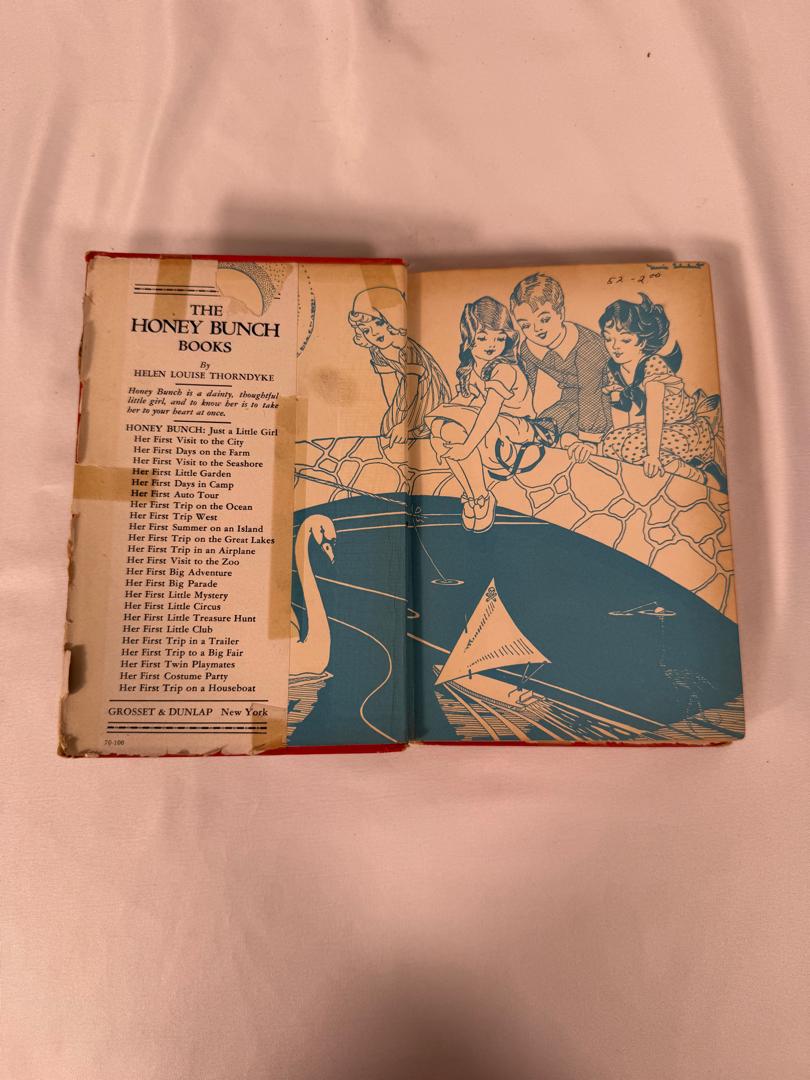 THE
HONEY BUNCH
BOOKS
By
HELEN LOUISE THORNDYKE
Honey Bunch is a dainty, thoughtful
little girl, and to know her is to take
her to your heart at once.
HONEY BUNCH: Just a Little Girl
Her First Visit to the City
Her First Days on the Farm
Her First Visit to the Seashore
Her First Little Garden
Her First Days in Camp
Her First Auto Tour
Her First Trip on the Ocean
Her First Trip West
Her First Summer on an Island
Her First Trip on the Great Lakes
Her First Trip in an Airplane
Her First Visit to the Zoo
Her First Big Adventure
Her First Big Parade
Her First Little Mystery
Her First Little Circus
Her First Little Treasure Hunt
Her First Little Club
Her First Trip in a Trailer
Her First Trip to a Big Fair
Her First Twin Playmates
Her First Costume Party
Her First Trip on a Houseboat
GROSSET & DUNLAP New York
70-100
52 - 2.00